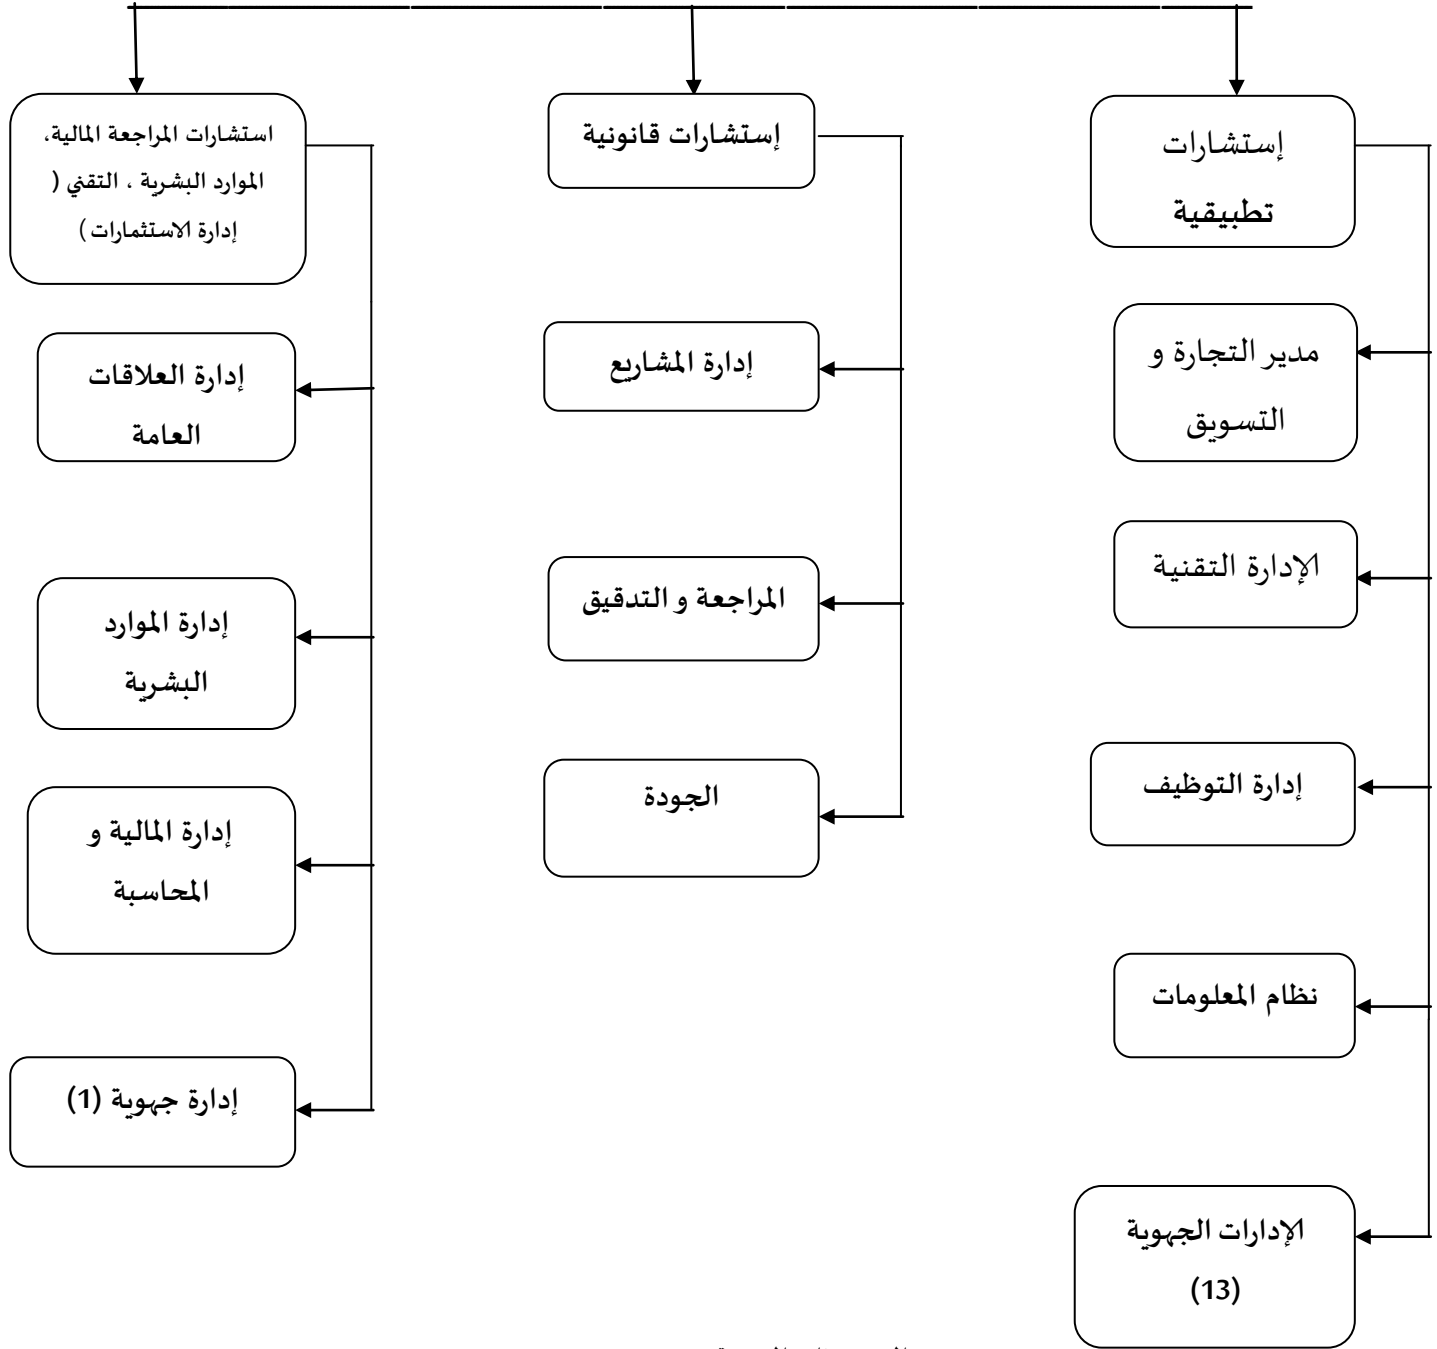 إستشارات
تطبيقية
مدير التجارة و
التسويق
الإدارة التقنية
إدارة التوظيف
نظام المعلومات
الإدارات الجهوية
(13)
إستشارات قانونية
إدارة المشاريع
المراجعة و التدقيق
الجودة
استشارات المراجعة المالية،
الموارد البشرية ، التقني (
إدارة الاستثمارات )
إدارة العلاقات
العامة
إدارة الموارد
البشرية
إدارة المالية و
المحاسبة
إدارة جهوية (1)